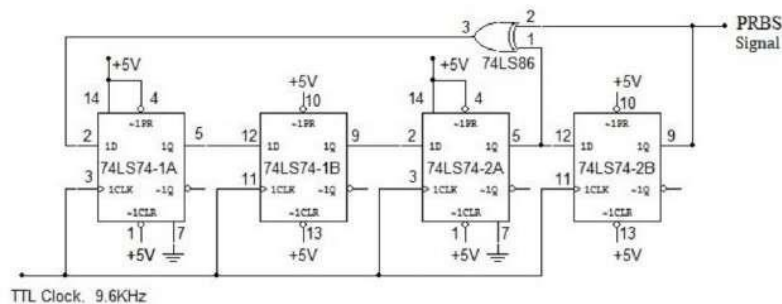 3
2
PRBS
Signal
1
74LS86
+5V
+5V
+5V
+5V
14
4
10
14
4
10
~1PR
~1PR
~1PR
~1PR
2
1D
1Q
5
12
1D
1Q
9
2
1D
1Q
5
12
1D
1Q
9
74LS74-1A
74LS74-1B
74LS74-2A
74LS74-2B
3
1CLK
~1Q
11
1CLK
~1Q
3
1CLK
~1Q
11
1CLK
~1Q
~1CLR
~1CLR
~1CLR
~1CLR
1
7
13
1
7
13
+5V
+5V
+5V
+5V
TTL Clock. 9.6KHz